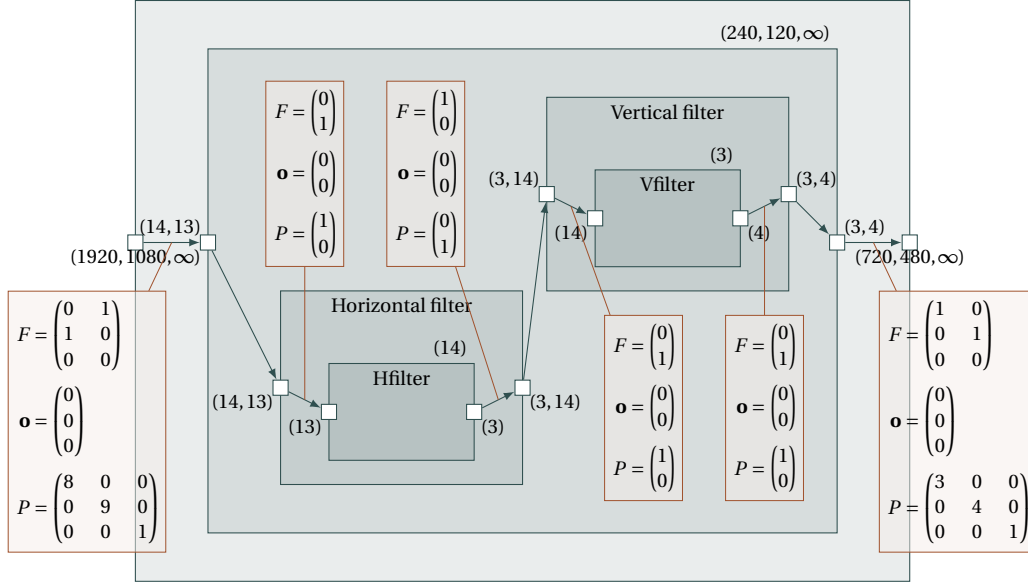 (240, 120, ∞)
F = (0 1)
o = (0 0)
P = (1 0)
F = (1 0)
o = (0 0)
P = (0 1)
Vertical filter
(3)
Vfilter
(3, 14)
(14)
(4)
(3, 4)
(14, 13)
(1920, 1080, ∞)
(3, 4)
(720, 480, ∞)
F = (0 1 / 1 0 / 0 0)
o = (0 0 0)
P = (8 0 0 / 0 9 0 / 0 0 1)
Horizontal filter
(14)
Hfilter
(14, 13)
(13)
(3)
(3, 14)
F = (0 1)
o = (0 0)
P = (1 0)
F = (0 1)
o = (0 0)
P = (1 0)
F = (1 0 / 0 1 / 0 0)
o = (0 0 0)
P = (3 0 0 / 0 4 0 / 0 0 1)